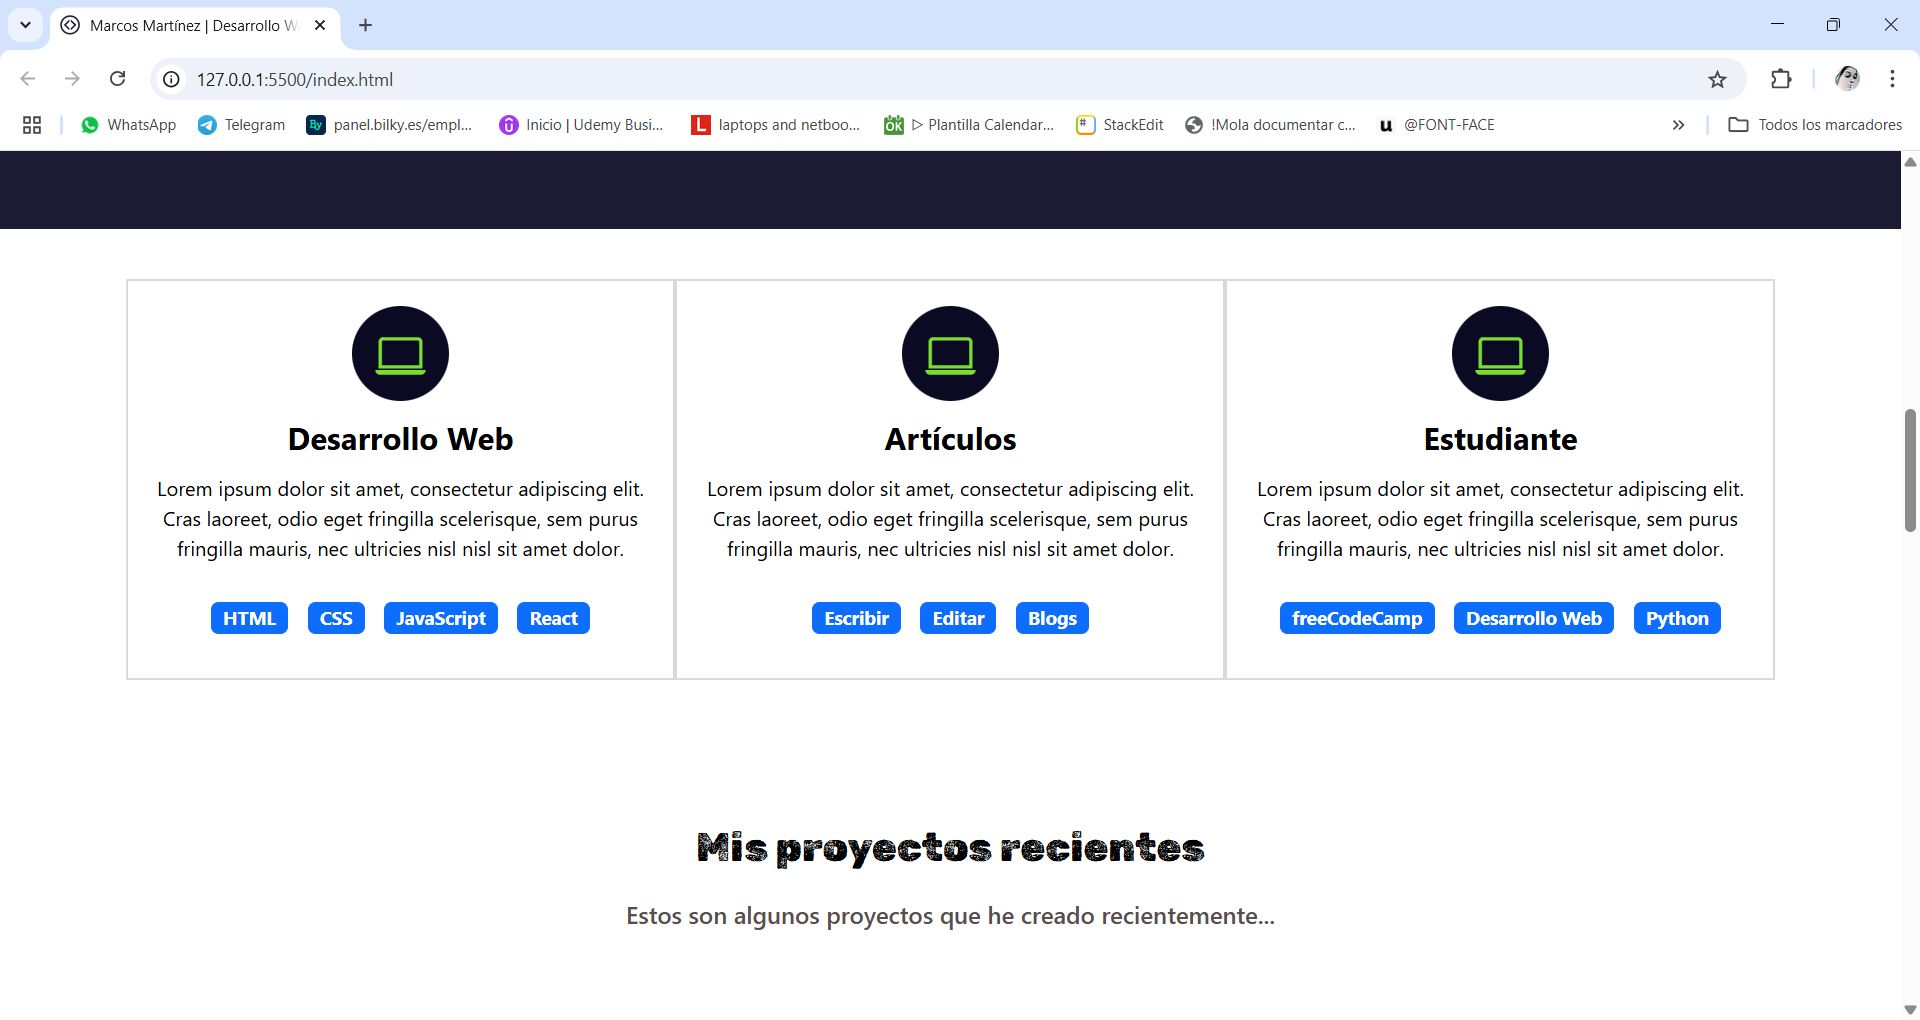 Marcos Martínez | Desarrollo W
127.0.0.1:5500/index.html
WhatsApp
Telegram
By
panel.bilky.es/empl...
Inicio | Udemy Busi...
L
laptops and netboo...
OK
▷ Plantilla Calendar...
#
StackEdit
!Mola documentar c...
u
@FONT-FACE
»
Todos los marcadores
Desarrollo Web
Lorem ipsum dolor sit amet, consectetur adipiscing elit.
Cras laoreet, odio eget fringilla scelerisque, sem purus
fringilla mauris, nec ultricies nisl nisl sit amet dolor.
HTML CSS JavaScript React
Artículos
Lorem ipsum dolor sit amet, consectetur adipiscing elit.
Cras laoreet, odio eget fringilla scelerisque, sem purus
fringilla mauris, nec ultricies nisl nisl sit amet dolor.
Escribir Editar Blogs
Estudiante
Lorem ipsum dolor sit amet, consectetur adipiscing elit.
Cras laoreet, odio eget fringilla scelerisque, sem purus
fringilla mauris, nec ultricies nisl nisl sit amet dolor.
freeCodeCamp Desarrollo Web Python
Mis proyectos recientes
Estos son algunos proyectos que he creado recientemente...